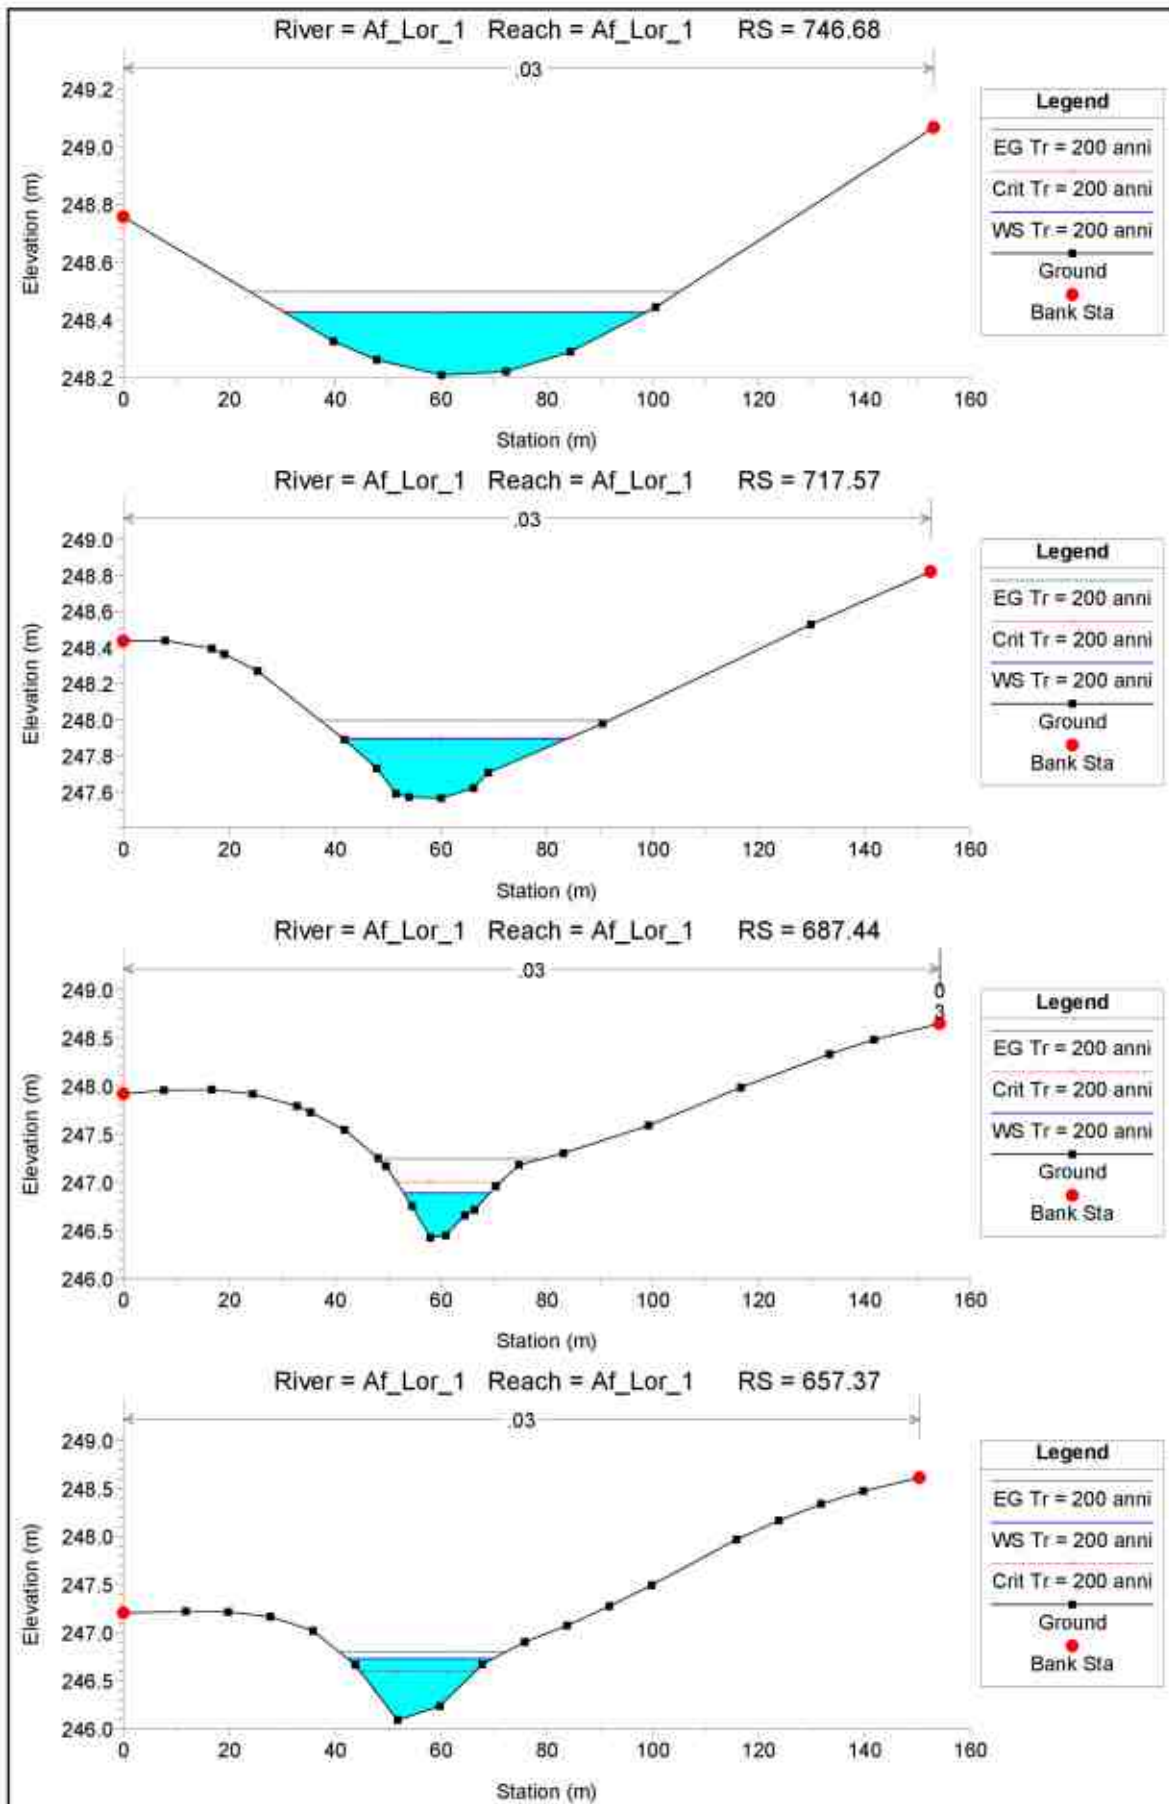 River = Af_Lor_1 Reach = Af_Lor_1 RS = 746.68
.03
249.2
249.0
248.8
248.6
248.4
248.2
Elevation (m)
0 20 40 60 80 100 120 140 160
Station (m)
Legend
EG Tr = 200 anni
Crit Tr = 200 anni
WS Tr = 200 anni
Ground
Bank Sta
River = Af_Lor_1 Reach = Af_Lor_1 RS = 717.57
.03
249.0
248.8
248.6
248.4
248.2
248.0
247.8
247.6
Elevation (m)
0 20 40 60 80 100 120 140 160
Station (m)
Legend
EG Tr = 200 anni
Crit Tr = 200 anni
WS Tr = 200 anni
Ground
Bank Sta
River = Af_Lor_1 Reach = Af_Lor_1 RS = 687.44
.03
.03
249.0
248.5
248.0
247.5
247.0
246.5
246.0
Elevation (m)
0 20 40 60 80 100 120 140 160
Station (m)
Legend
EG Tr = 200 anni
Crit Tr = 200 anni
WS Tr = 200 anni
Ground
Bank Sta
River = Af_Lor_1 Reach = Af_Lor_1 RS = 657.37
.03
249.0
248.5
248.0
247.5
247.0
246.5
246.0
Elevation (m)
0 20 40 60 80 100 120 140 160
Station (m)
Legend
EG Tr = 200 anni
WS Tr = 200 anni
Crit Tr = 200 anni
Ground
Bank Sta